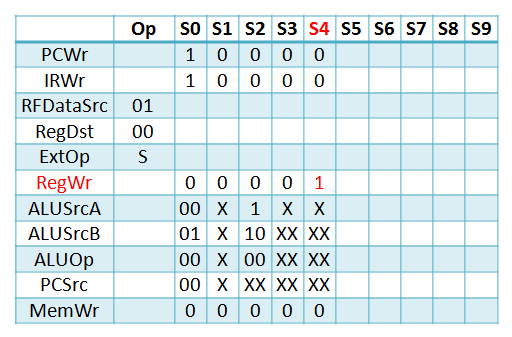 Op S0 S1 S2 S3 S4 S5 S6 S7 S8 S9
PCWr 1 0 0 0 0
IRWr 1 0 0 0 0
RFDataSrc 01
RegDst 00
ExtOp S
RegWr 0 0 0 0 1
ALUSrcA 00 X 1 X X
ALUSrcB 01 X 10 XX XX
ALUOp 00 X 00 XX XX
PCSrc 00 X XX XX XX
MemWr 0 0 0 0 0